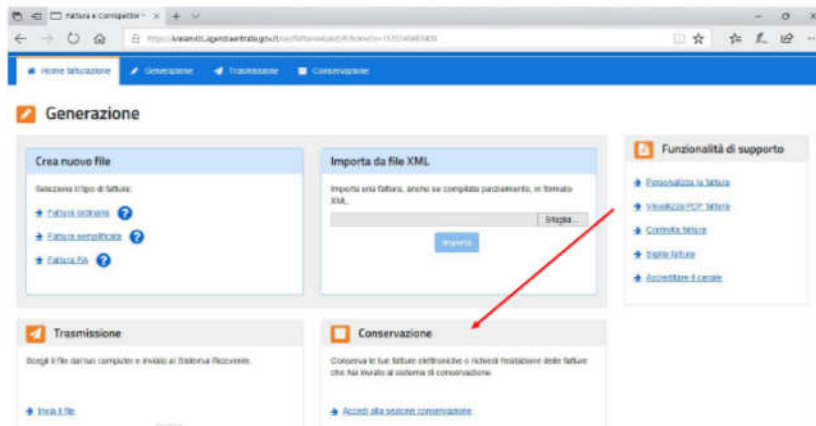 Fattura e Corrispettivi -
Home fatturazione
Generazione
Trasmissione
Conservazione
Generazione
Crea nuovo file
Seleziona il tipo di fattura:
Fattura ordinaria
Fattura semplificata
Fattura PA
Importa da file XML
Importa una fattura, anche se compilata parzialmente, in formato
XML.
Sfoglia...
Importa
Funzionalità di supporto
Personalizza la fattura
Visualizza PDF fattura
Controlla fattura
Sigilla fattura
Accreditare il canale
Trasmissione
Scegli il file dal tuo computer e invialo al Sistema Ricevente.
Invia il file
Conservazione
Conserva le tue fatture elettroniche o richiedi l'esibizione delle fatture
che hai inviato al sistema di conservazione.
Accedi alla sezione conservazione